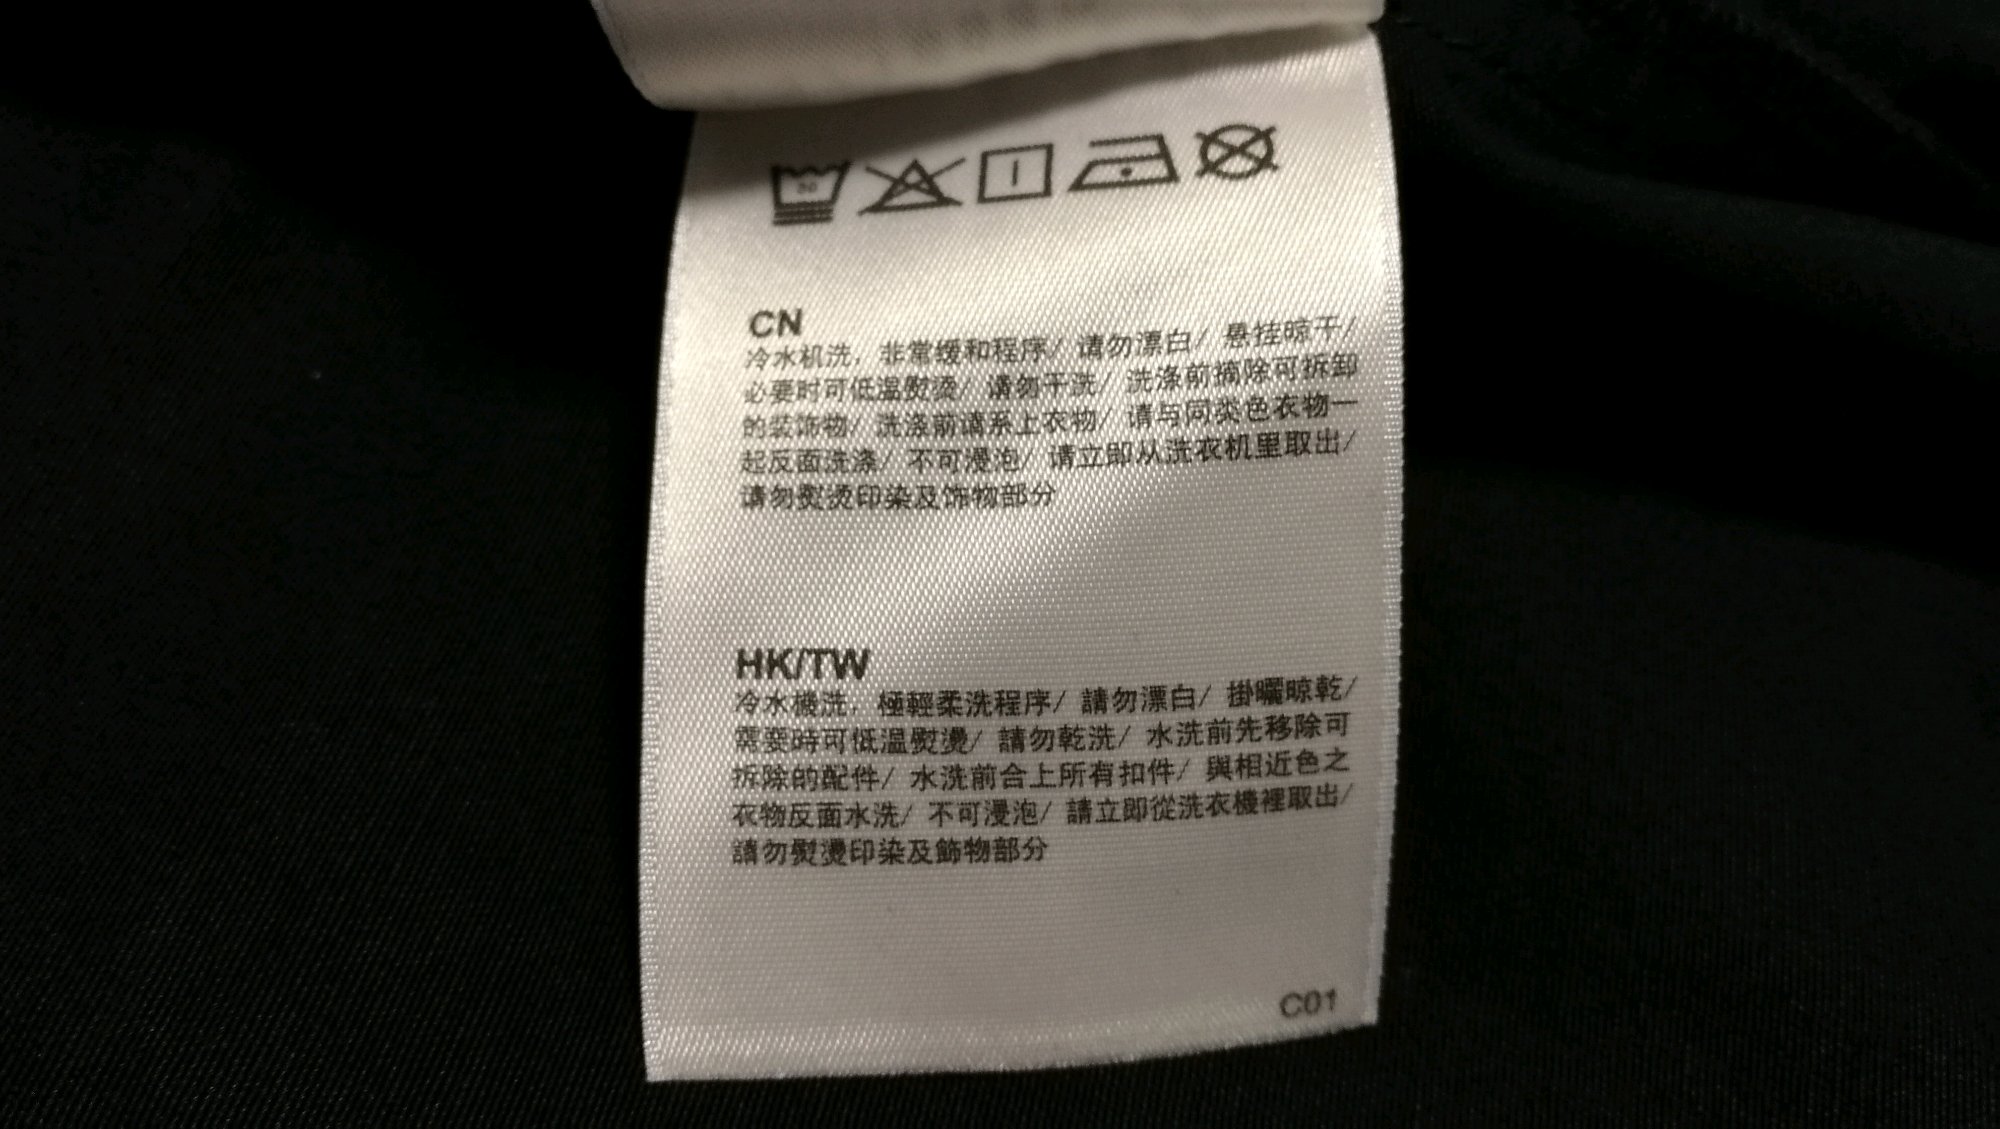 30
CN
冷水机洗，非常缓和程序/ 请勿漂白/ 悬挂晾干/
必要时可低温熨烫/ 请勿干洗/ 洗涤前摘除可拆卸
的装饰物/ 洗涤前请系上衣物/ 请与同类色衣物一
起反面洗涤/ 不可浸泡/ 请立即从洗衣机里取出/
请勿熨烫印染及饰物部分
HK/TW
冷水機洗，極輕柔洗程序/ 請勿漂白/ 掛曬晾乾/
需要時可低溫熨燙/ 請勿乾洗/ 水洗前先移除可
拆除的配件/ 水洗前合上所有扣件/ 與相近色之
衣物反面水洗/ 不可浸泡/ 請立即從洗衣機裡取出/
請勿熨燙印染及飾物部分
C01